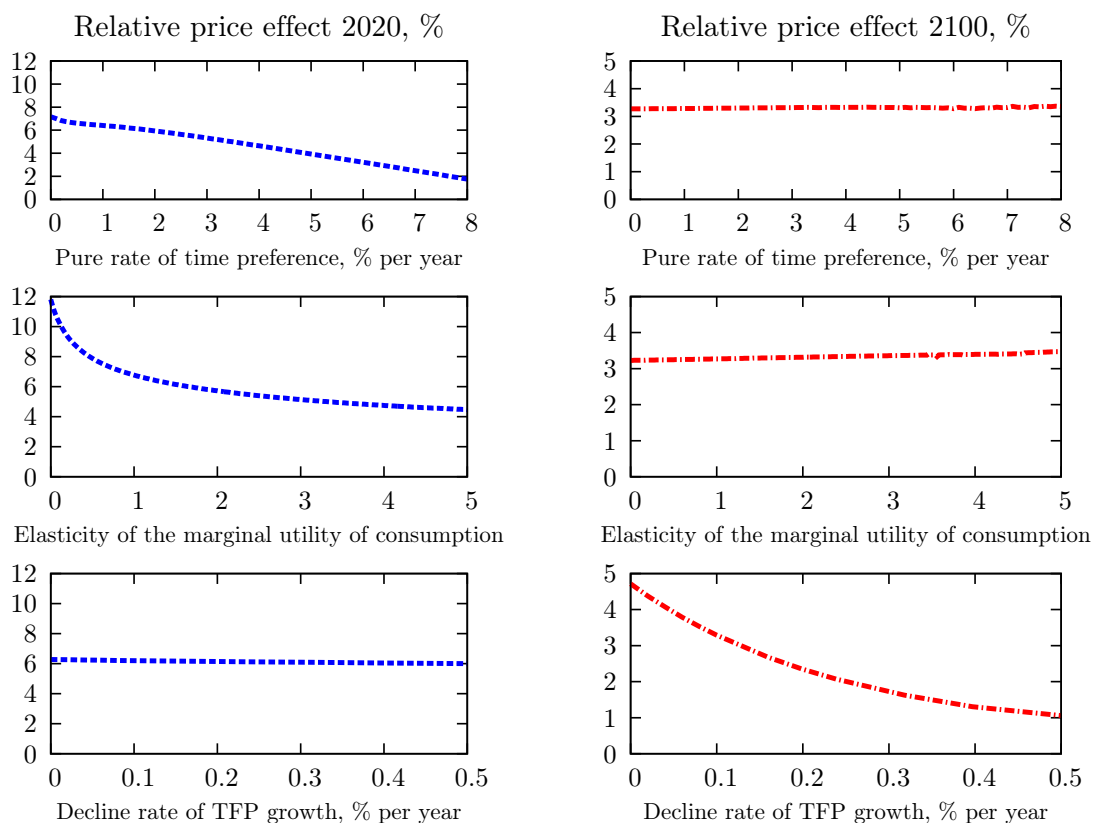 Relative price effect 2020, %
12
10
8
6
4
2
0
0 1 2 3 4 5 6 7 8
Pure rate of time preference, % per year
Relative price effect 2100, %
5
4
3
2
1
0
0 1 2 3 4 5 6 7 8
Pure rate of time preference, % per year
12
10
8
6
4
2
0
0 1 2 3 4 5
Elasticity of the marginal utility of consumption
5
4
3
2
1
0
0 1 2 3 4 5
Elasticity of the marginal utility of consumption
12
10
8
6
4
2
0
0 0.1 0.2 0.3 0.4 0.5
Decline rate of TFP growth, % per year
5
4
3
2
1
0
0 0.1 0.2 0.3 0.4 0.5
Decline rate of TFP growth, % per year